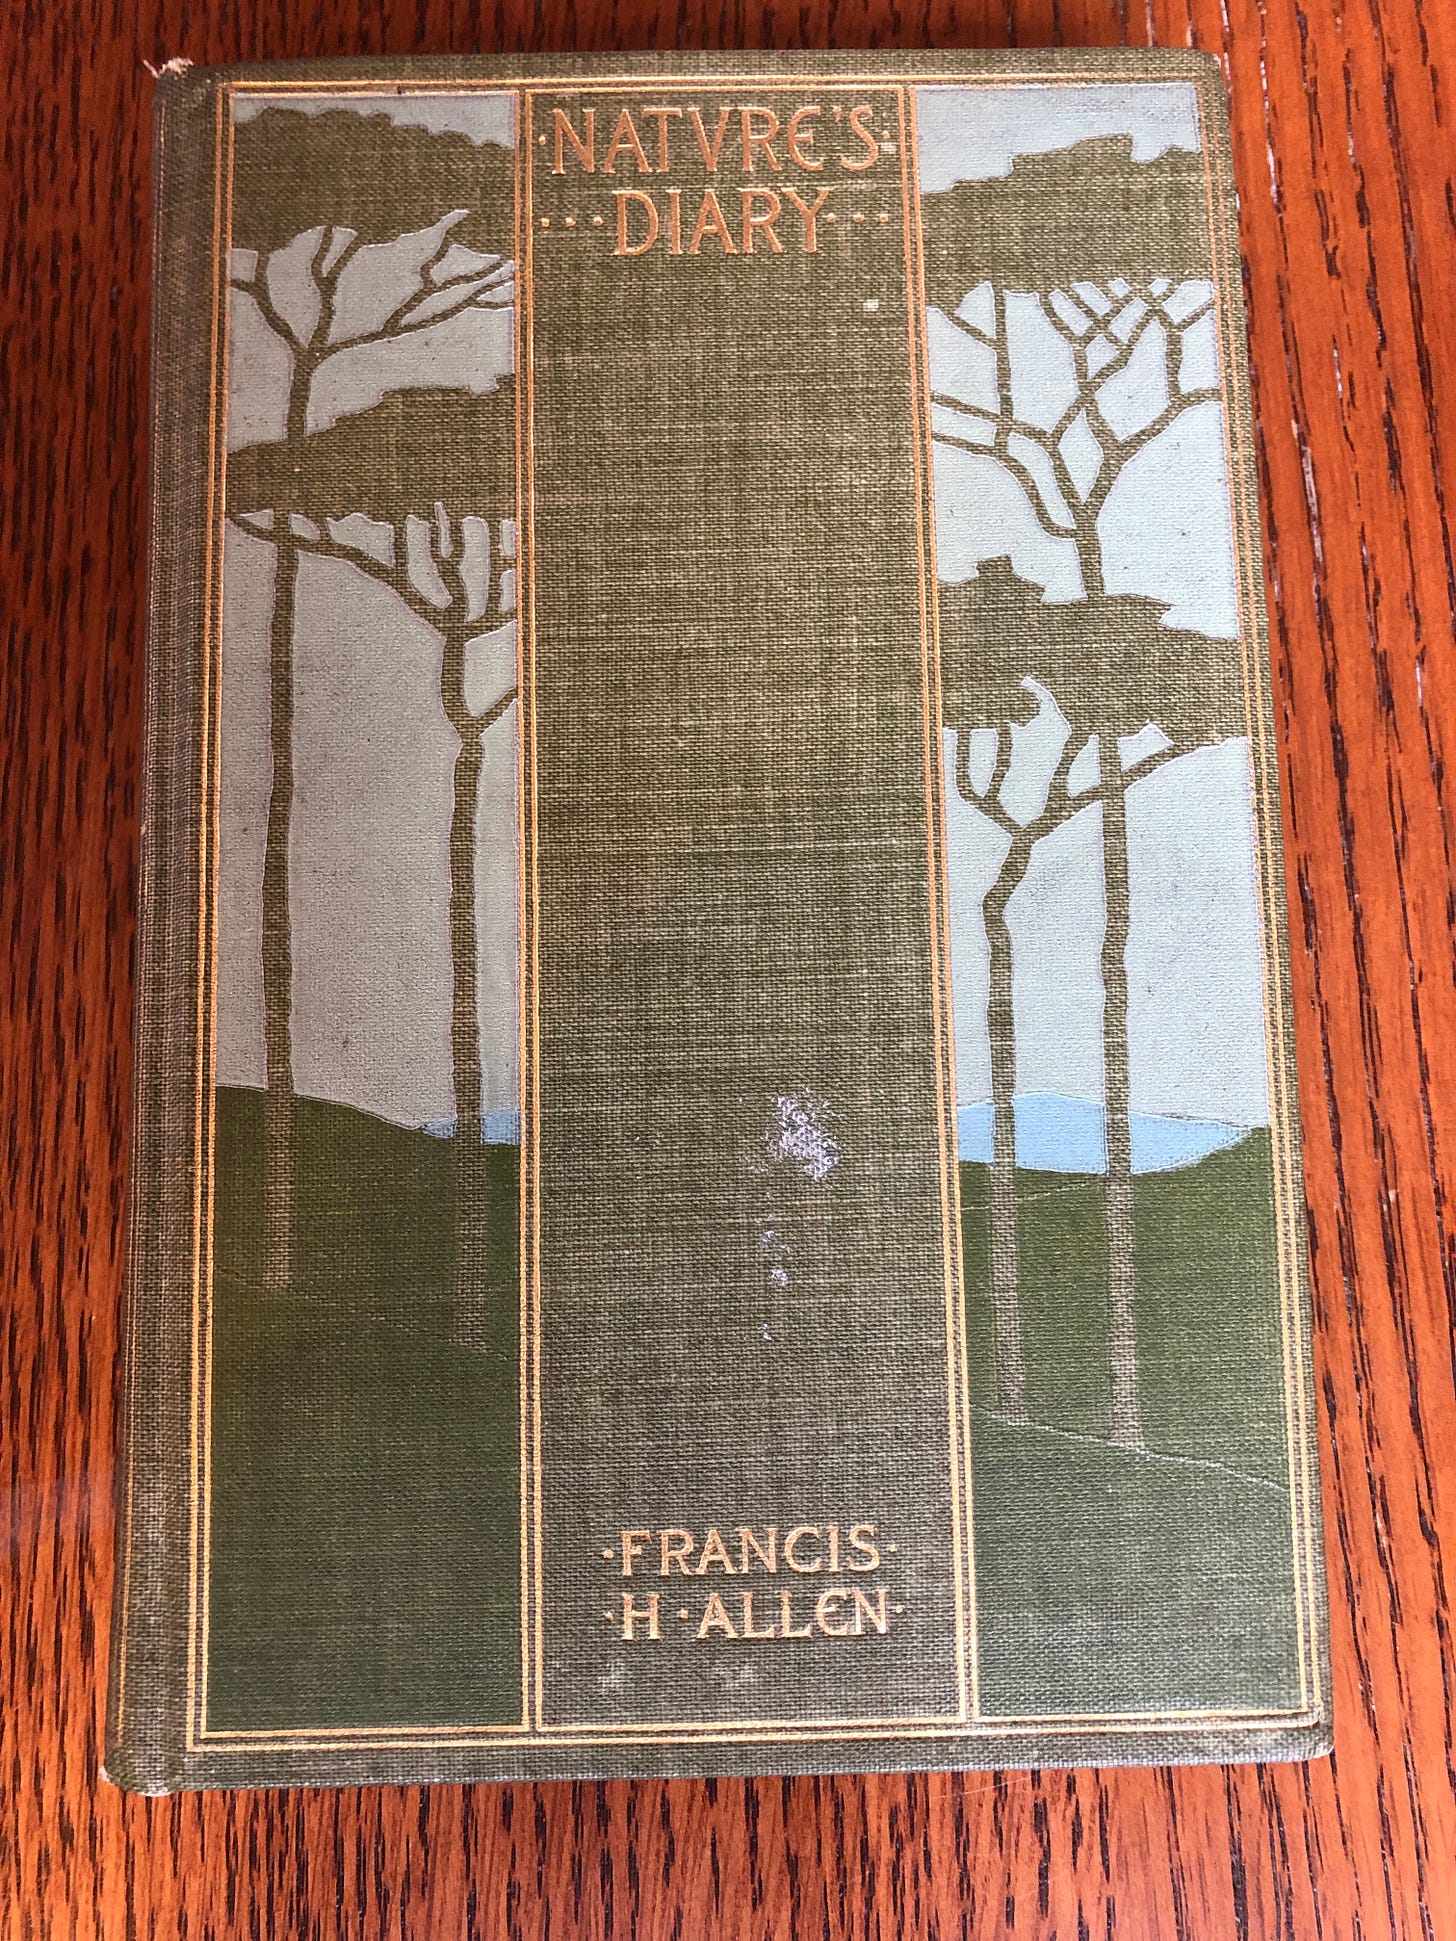 ·NATVRE'S·
···DIARY···
·FRANCIS·
·H·ALLEN·